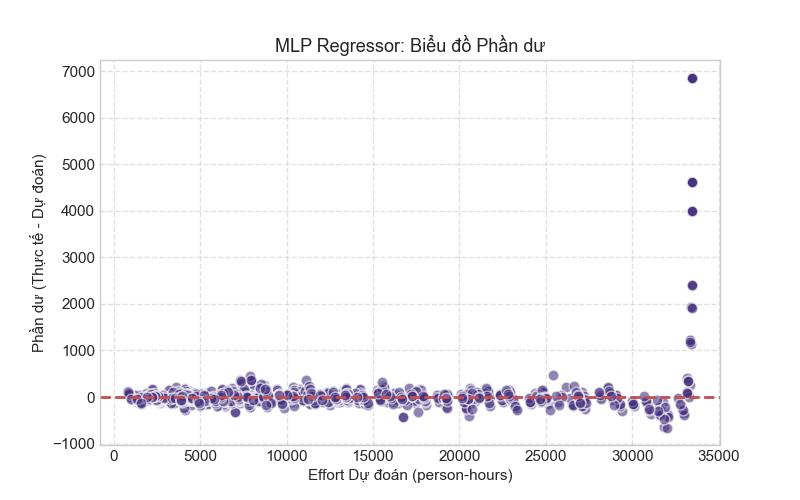 MLP Regressor: Biểu đồ Phần dư
Phần dư (Thực tế - Dự đoán)
7000
6000
5000
4000
3000
2000
1000
0
−1000
0 5000 10000 15000 20000 25000 30000 35000
Effort Dự đoán (person-hours)